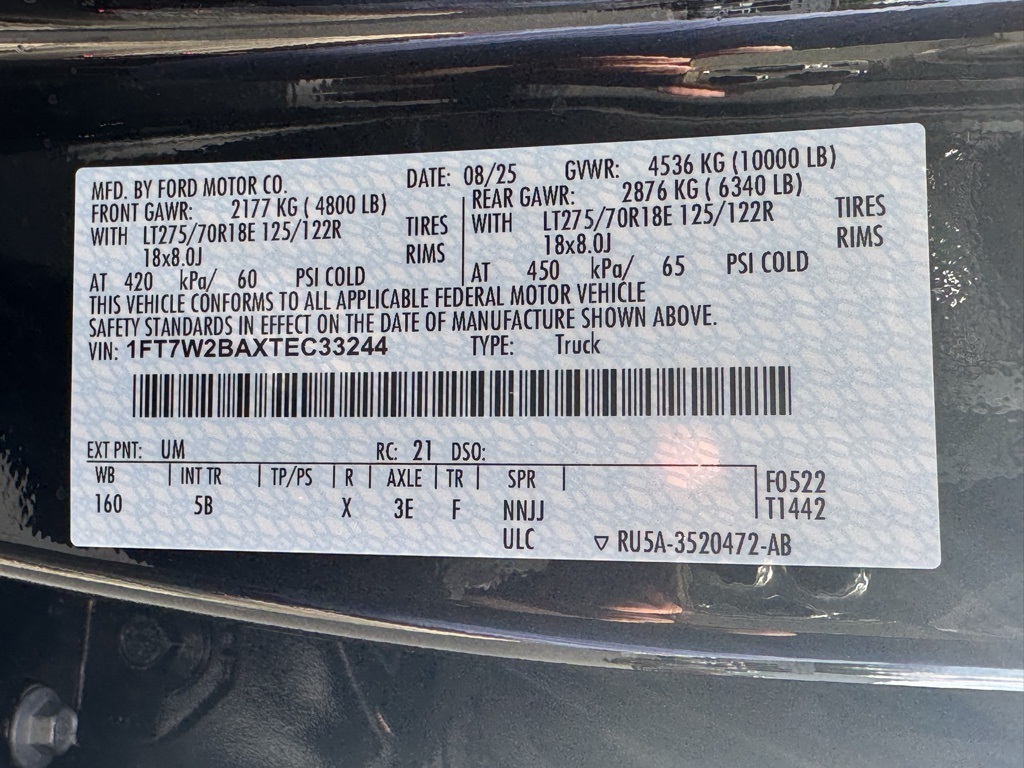 MFD. BY FORD MOTOR CO. DATE: 08/25 GVWR: 4536 KG (10000 LB)
FRONT GAWR: 2177 KG ( 4800 LB) REAR GAWR: 2876 KG ( 6340 LB)
WITH LT275/70R18E 125/122R TIRES WITH LT275/70R18E 125/122R TIRES
18x8.0J RIMS 18x8.0J RIMS
AT 420 kPa/ 60 PSI COLD AT 450 kPa/ 65 PSI COLD
THIS VEHICLE CONFORMS TO ALL APPLICABLE FEDERAL MOTOR VEHICLE
SAFETY STANDARDS IN EFFECT ON THE DATE OF MANUFACTURE SHOWN ABOVE.
VIN: 1FT7W2BAXTEC33244 TYPE: Truck
EXT PNT: UM RC: 21 DSO:
WB INT TR TP/PS R AXLE TR SPR F0522
160 5B X 3E F NNJJ T1442
ULC ▽ RU5A-3520472-AB